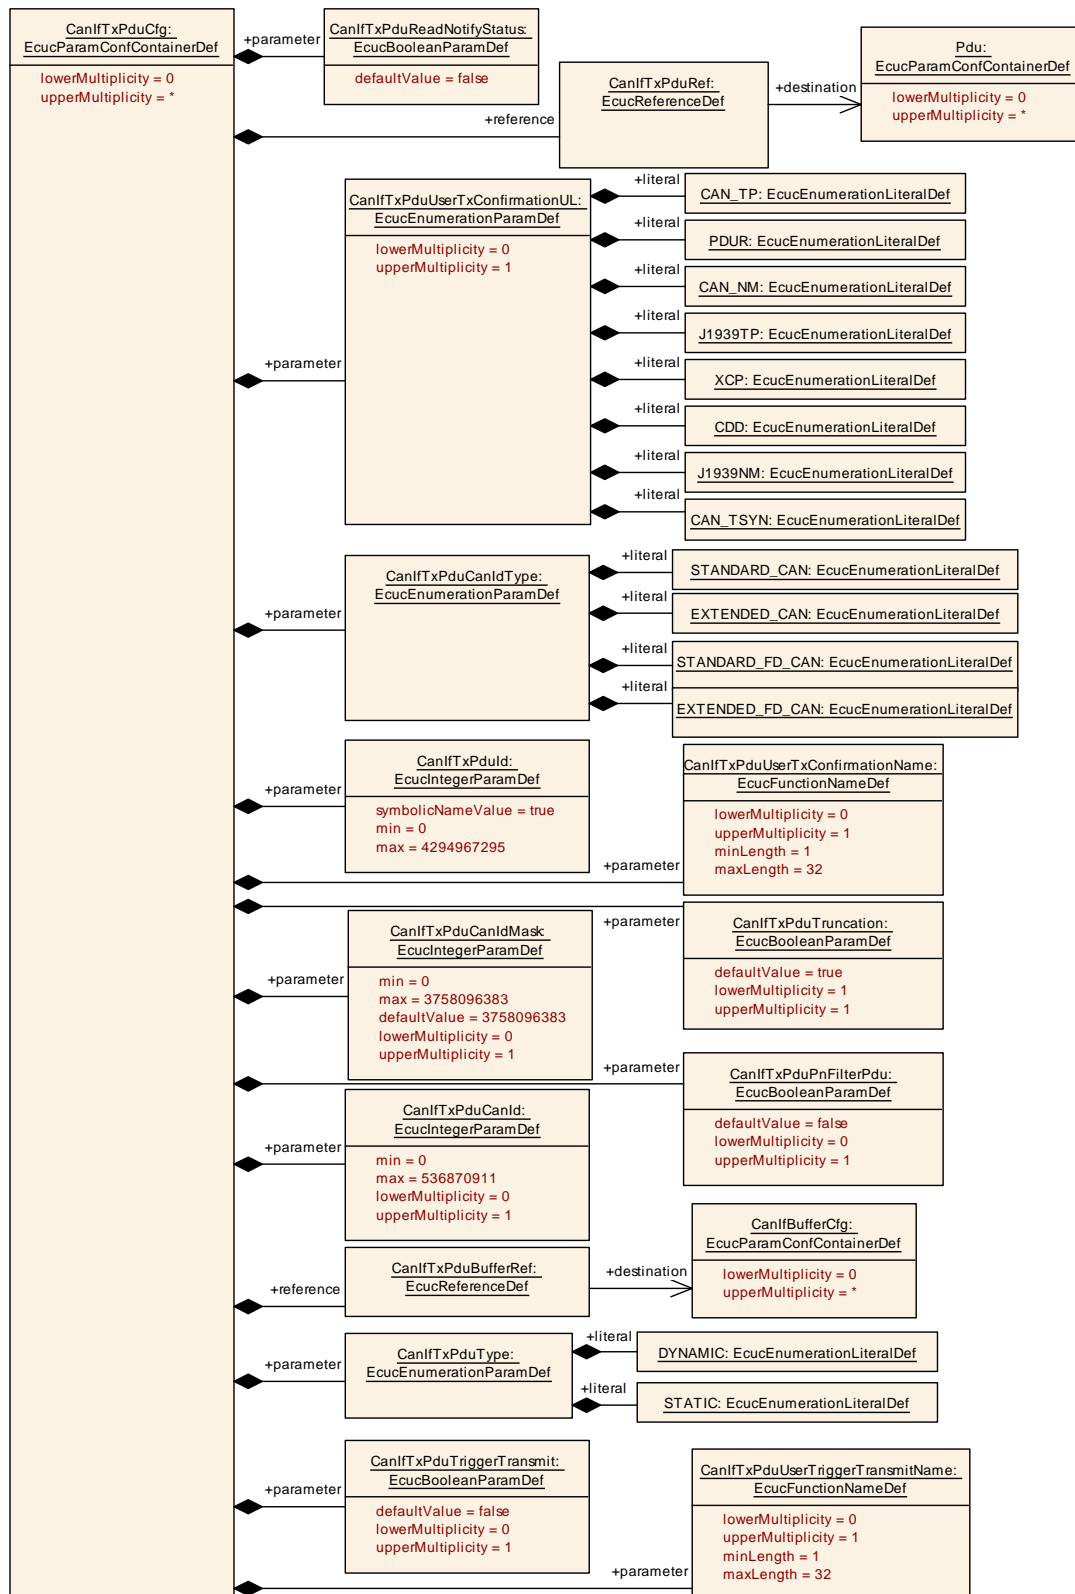 CanIfTxPduCfg:
EcucParamConfContainerDef
lowerMultiplicity = 0
upperMultiplicity = *
+parameter
CanIfTxPduReadNotifyStatus:
EcucBooleanParamDef
defaultValue = false
+reference
CanIfTxPduRef:
EcucReferenceDef
+destination
Pdu:
EcucParamConfContainerDef
lowerMultiplicity = 0
upperMultiplicity = *
+parameter
CanIfTxPduUserTxConfirmationUL:
EcucEnumerationParamDef
lowerMultiplicity = 0
upperMultiplicity = 1
+literal
CAN_TP: EcucEnumerationLiteralDef
+literal
PDUR: EcucEnumerationLiteralDef
+literal
CAN_NM: EcucEnumerationLiteralDef
+literal
J1939TP: EcucEnumerationLiteralDef
+literal
XCP: EcucEnumerationLiteralDef
+literal
CDD: EcucEnumerationLiteralDef
+literal
J1939NM: EcucEnumerationLiteralDef
+literal
CAN_TSYN: EcucEnumerationLiteralDef
+parameter
CanIfTxPduCanIdType:
EcucEnumerationParamDef
+literal
STANDARD_CAN: EcucEnumerationLiteralDef
+literal
EXTENDED_CAN: EcucEnumerationLiteralDef
+literal
STANDARD_FD_CAN: EcucEnumerationLiteralDef
+literal
EXTENDED_FD_CAN: EcucEnumerationLiteralDef
+parameter
CanIfTxPduId:
EcucIntegerParamDef
symbolicNameValue = true
min = 0
max = 4294967295
+parameter
CanIfTxPduUserTxConfirmationName:
EcucFunctionNameDef
lowerMultiplicity = 0
upperMultiplicity = 1
minLength = 1
maxLength = 32
+parameter
CanIfTxPduTruncation:
EcucBooleanParamDef
defaultValue = true
lowerMultiplicity = 1
upperMultiplicity = 1
+parameter
CanIfTxPduCanIdMask:
EcucIntegerParamDef
min = 0
max = 3758096383
defaultValue = 3758096383
lowerMultiplicity = 0
upperMultiplicity = 1
+parameter
CanIfTxPduPnFilterPdu:
EcucBooleanParamDef
defaultValue = false
lowerMultiplicity = 0
upperMultiplicity = 1
+parameter
CanIfTxPduCanId:
EcucIntegerParamDef
min = 0
max = 536870911
lowerMultiplicity = 0
upperMultiplicity = 1
+reference
CanIfTxPduBufferRef:
EcucReferenceDef
+destination
CanIfBufferCfg:
EcucParamConfContainerDef
lowerMultiplicity = 0
upperMultiplicity = *
+parameter
CanIfTxPduType:
EcucEnumerationParamDef
+literal
DYNAMIC: EcucEnumerationLiteralDef
+literal
STATIC: EcucEnumerationLiteralDef
+parameter
CanIfTxPduTriggerTransmit:
EcucBooleanParamDef
defaultValue = false
lowerMultiplicity = 0
upperMultiplicity = 1
+parameter
CanIfTxPduUserTriggerTransmitName:
EcucFunctionNameDef
lowerMultiplicity = 0
upperMultiplicity = 1
minLength = 1
maxLength = 32